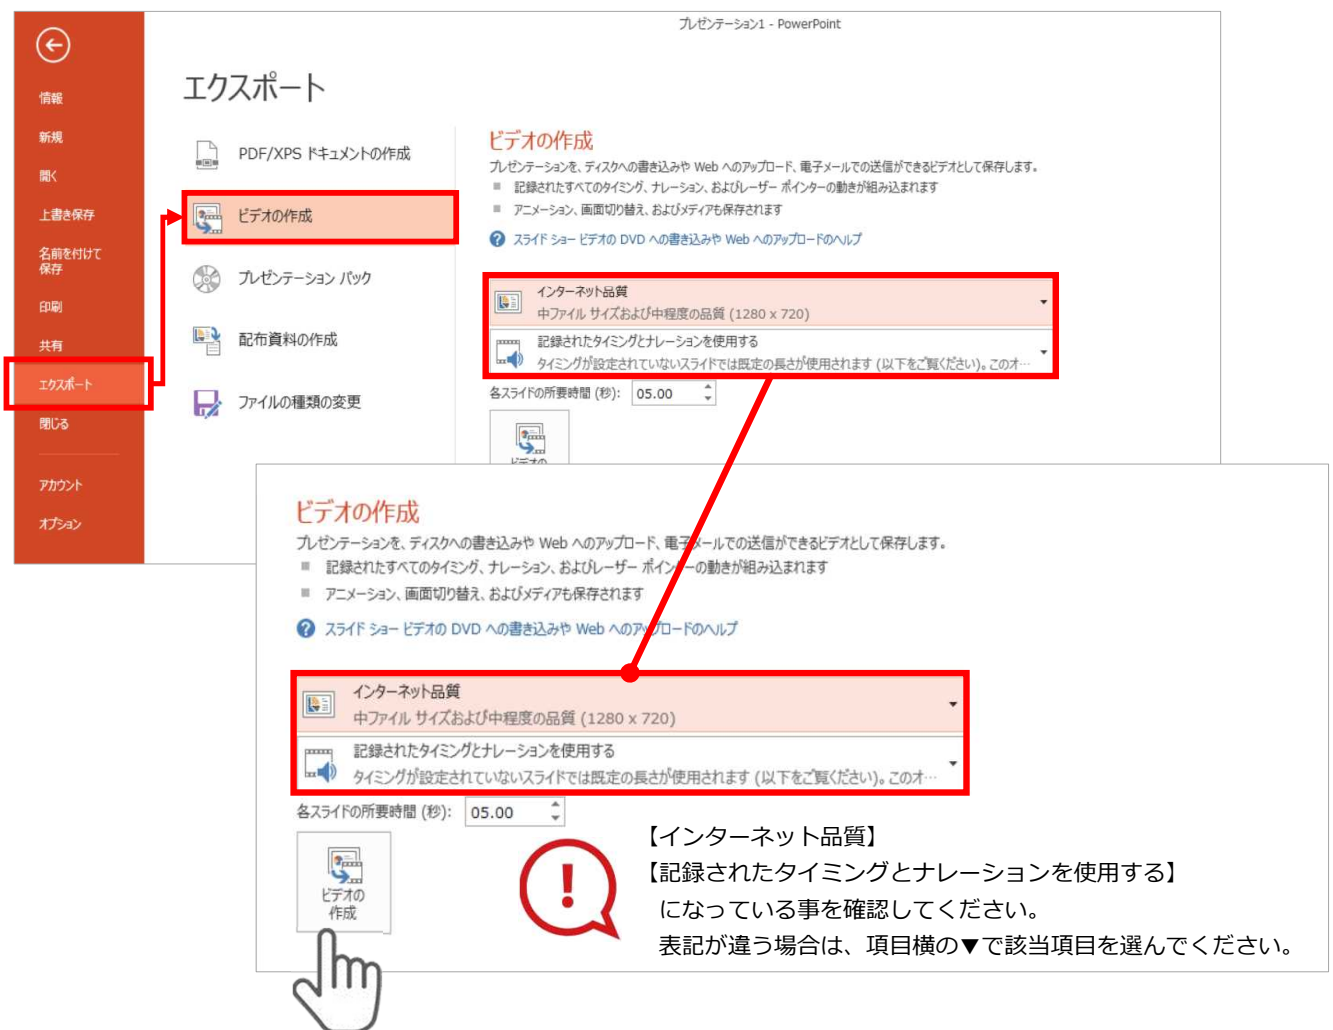 プレゼンテーション1 - PowerPoint
情報
新規
開く
上書き保存
名前を付けて
保存
印刷
共有
エクスポート
閉じる
アカウント
オプション
エクスポート
PDF/XPS ドキュメントの作成
ビデオの作成
プレゼンテーション パック
配布資料の作成
ファイルの種類の変更
ビデオの作成
プレゼンテーションを、ディスクへの書き込みや Web へのアップロード、電子メールでの送信ができるビデオとして保存します。
■ 記録されたすべてのタイミング、ナレーション、およびレーザー ポインターの動きが組み込まれます
■ アニメーション、画面切り替え、およびメディアも保存されます
? スライド ショー ビデオの DVD への書き込みや Web へのアップロードのヘルプ
インターネット品質
中ファイル サイズおよび中程度の品質 (1280 x 720)
記録されたタイミングとナレーションを使用する
タイミングが設定されていないスライドでは既定の長さが使用されます (以下をご覧ください)。このオ…
各スライドの所要時間 (秒): 05.00
ビデオの
ビデオの作成
プレゼンテーションを、ディスクへの書き込みや Web へのアップロード、電子メールでの送信ができるビデオとして保存します。
■ 記録されたすべてのタイミング、ナレーション、およびレーザー ポインターの動きが組み込まれます
■ アニメーション、画面切り替え、およびメディアも保存されます
? スライド ショー ビデオの DVD への書き込みや Web へのアップロードのヘルプ
インターネット品質
中ファイル サイズおよび中程度の品質 (1280 x 720)
記録されたタイミングとナレーションを使用する
タイミングが設定されていないスライドでは既定の長さが使用されます (以下をご覧ください)。このオ…
各スライドの所要時間 (秒): 05.00
ビデオの
作成
!
【インターネット品質】
【記録されたタイミングとナレーションを使用する】
になっている事を確認してください。
表記が違う場合は、項目横の▼で該当項目を選んでください。